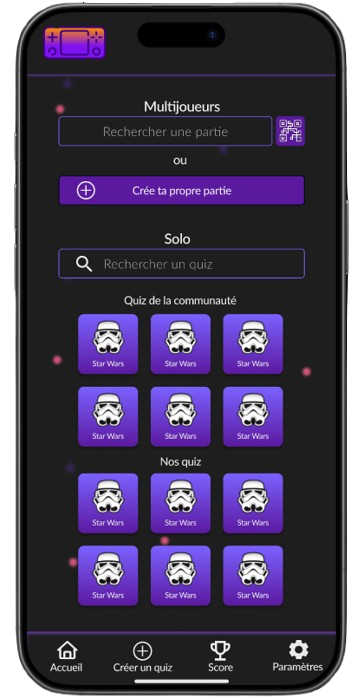 Multijoueurs
Rechercher une partie
ou
Crée ta propre partie
Solo
Rechercher un quiz
Quiz de la communauté
Star Wars Star Wars Star Wars
Star Wars Star Wars Star Wars
Nos quiz
Star Wars Star Wars Star Wars
Star Wars Star Wars Star Wars
Accueil Créer un quiz Score Paramètres